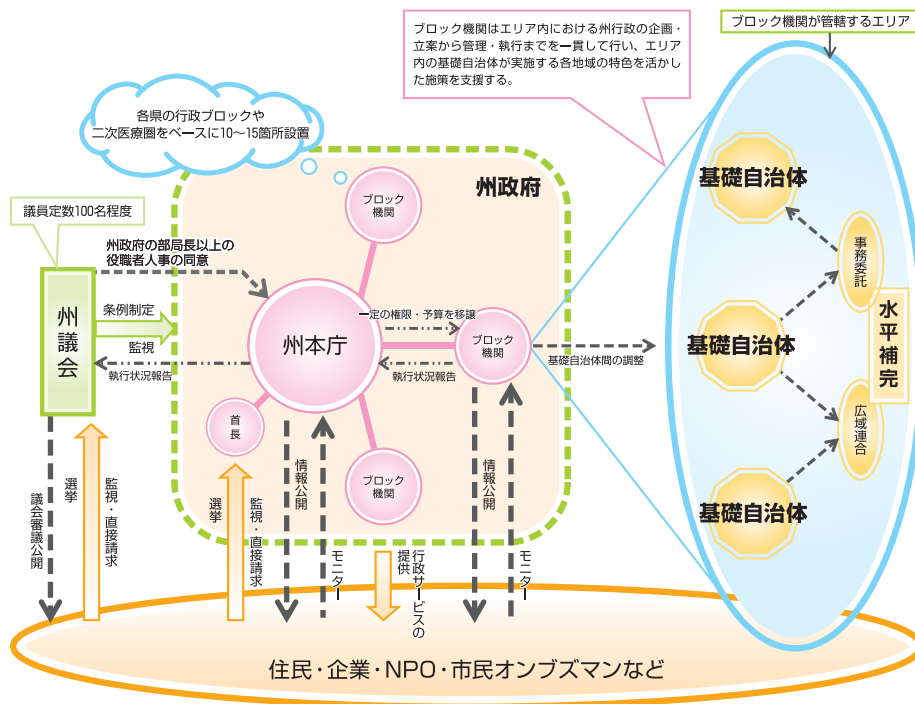 ブロック機関はエリア内における州行政の企画・
立案から管理・執行までを一貫して行い、エリア
内の基礎自治体が実施する各地域の特色を活かし
た施策を支援する。
ブロック機関が管轄するエリア
各県の行政ブロックや
二次医療圏をベースに10〜15箇所設置
州政府
ブロック
機関
議員定数100名程度
州政府の部局長以上の
役職者人事の同意
州議会
条例制定
監視
執行状況報告
州本庁
一定の権限・予算を移譲
執行状況報告
ブロック
機関
基礎自治体間の調整
首長
ブロック
機関
基礎自治体
事務委託
基礎自治体
水平補完
広域連合
基礎自治体
議会審議公開
選挙
監視・直接請求
選挙
監視・直接請求
情報公開
モニター
行政サービスの
提供
情報公開
モニター
住民・企業・NPO・市民オンブズマンなど